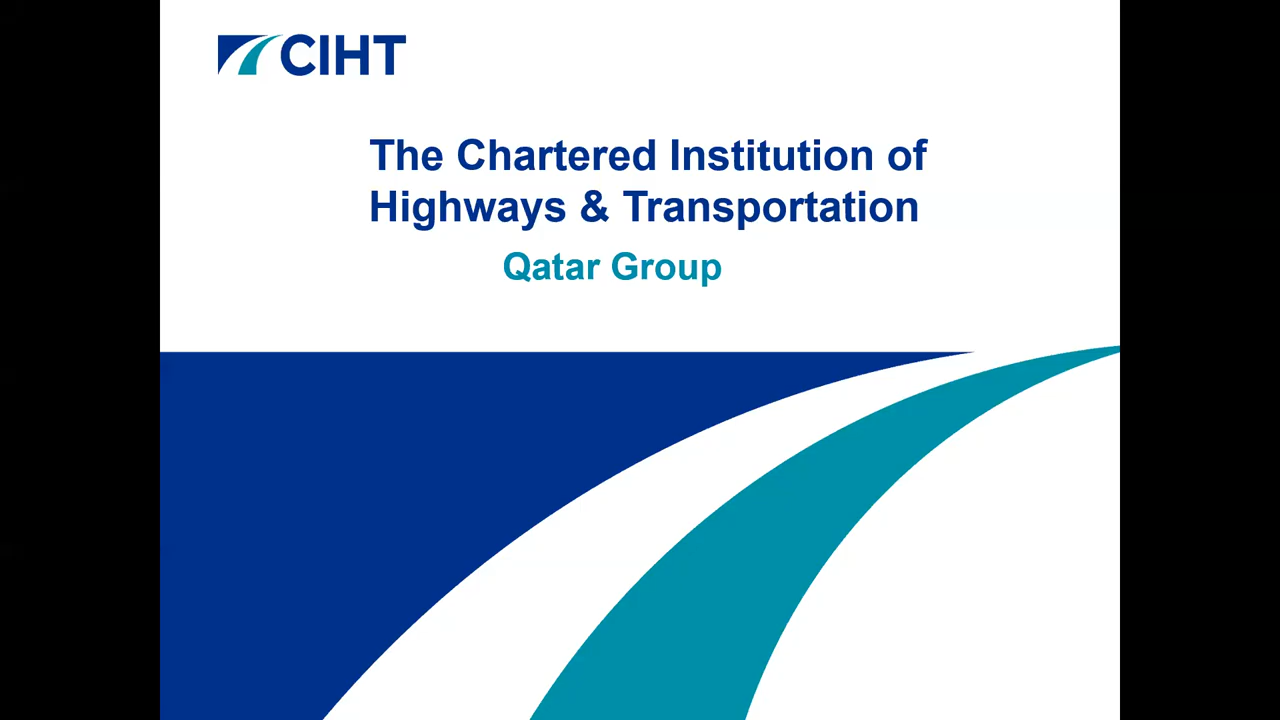 CIHT
The Chartered Institution of
Highways & Transportation
Qatar Group